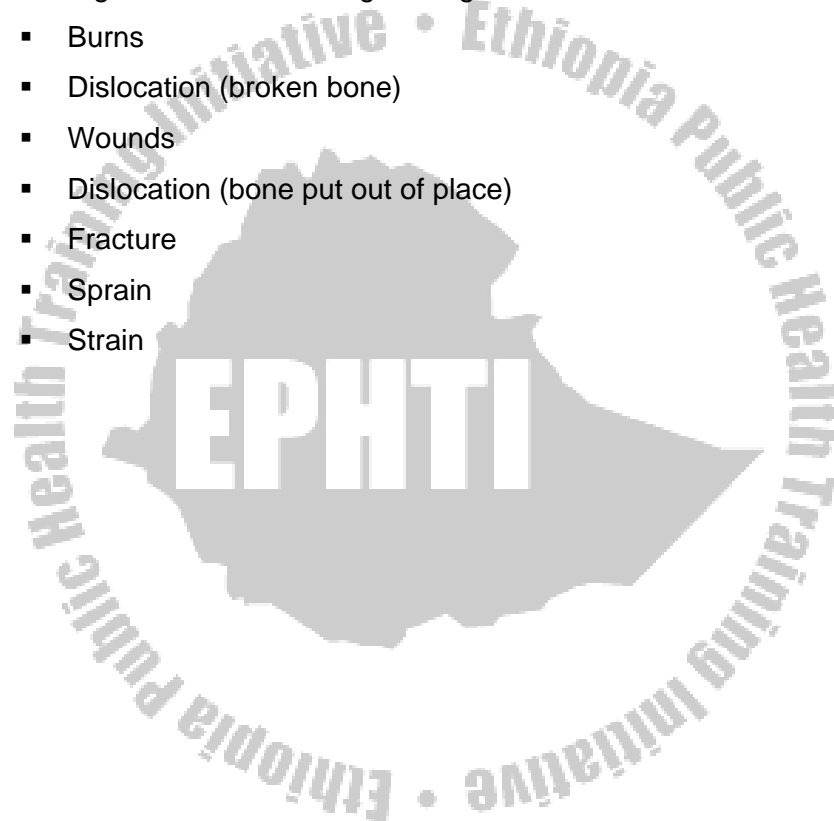 ▪ Burns
▪ Dislocation (broken bone)
▪ Wounds
▪ Dislocation (bone put out of place)
▪ Fracture
▪ Sprain
▪ Strain
EPHTI
Ethiopia Public Health Training Initiative • Ethiopia Public Health Training Initiative •